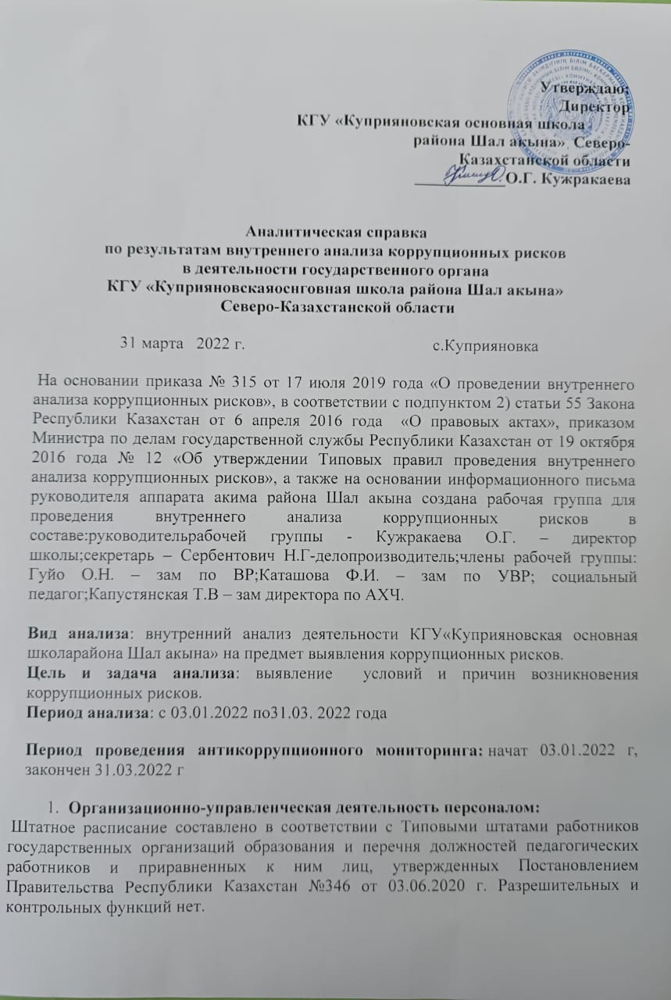 Утверждаю:
Директор
КГУ «Куприяновская основная школа
района Шал акына» Северо-
Казахстанской области
____________О.Г. Кужракаева
Аналитическая справка
по результатам внутреннего анализа коррупционных рисков
в деятельности государственного органа
КГУ «Куприяновскаяоснговная школа района Шал акына»
Северо-Казахстанской области
31 марта 2022 г. с.Куприяновка
На основании приказа № 315 от 17 июля 2019 года «О проведении внутреннего
анализа коррупционных рисков», в соответствии с подпунктом 2) статьи 55 Закона
Республики Казахстан от 6 апреля 2016 года «О правовых актах», приказом
Министра по делам государственной службы Республики Казахстан от 19 октября
2016 года № 12 «Об утверждении Типовых правил проведения внутреннего
анализа коррупционных рисков», а также на основании информационного письма
руководителя аппарата акима района Шал акына создана рабочая группа для
проведения внутреннего анализа коррупционных рисков в
составе:руководительрабочей группы - Кужракаева О.Г. – директор
школы;секретарь – Сербентович Н.Г-делопроизводитель;члены рабочей группы:
Гуйо О.Н. – зам по ВР;Каташова Ф.И. – зам по УВР; социальный
педагог;Капустянская Т.В – зам директора по АХЧ.
Вид анализа: внутренний анализ деятельности КГУ«Куприяновская основная
школарайона Шал акына» на предмет выявления коррупционных рисков.
Цель и задача анализа: выявление условий и причин возникновения
коррупционных рисков.
Период анализа: с 03.01.2022 по31.03. 2022 года
Период проведения антикоррупционного мониторинга: начат 03.01.2022 г,
закончен 31.03.2022 г
1. Организационно-управленческая деятельность персоналом:
Штатное расписание составлено в соответствии с Типовыми штатами работников
государственных организаций образования и перечня должностей педагогических
работников и приравненных к ним лиц, утвержденных Постановлением
Правительства Республики Казахстан №346 от 03.06.2020 г. Разрешительных и
контрольных функций нет.